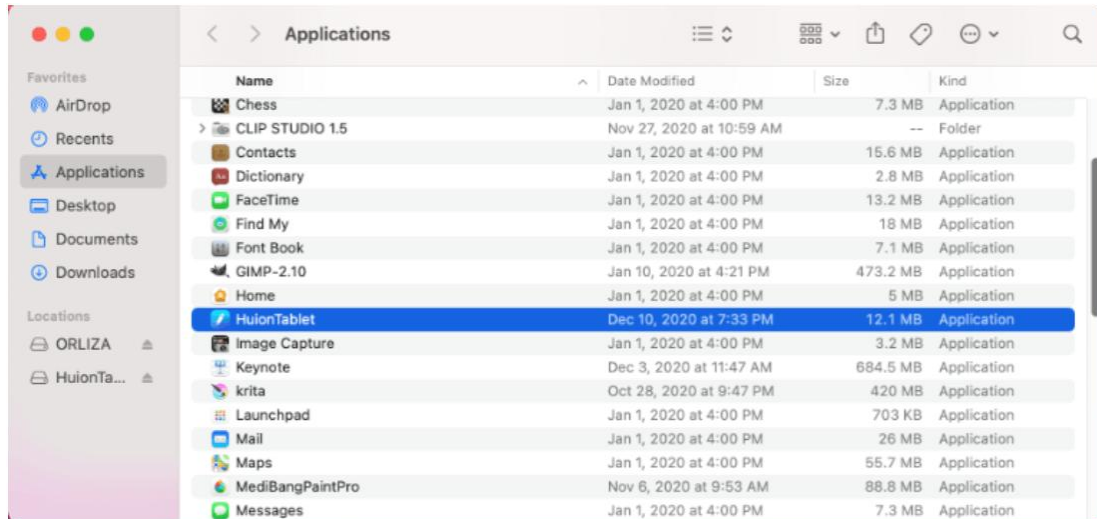 Applications
Favorites
AirDrop
Recents
Applications
Desktop
Documents
Downloads
Locations
ORLIZA
HuionTa...
Name Date Modified Size Kind
Chess Jan 1, 2020 at 4:00 PM 7.3 MB Application
CLIP STUDIO 1.5 Nov 27, 2020 at 10:59 AM -- Folder
Contacts Jan 1, 2020 at 4:00 PM 15.6 MB Application
Dictionary Jan 1, 2020 at 4:00 PM 2.8 MB Application
FaceTime Jan 1, 2020 at 4:00 PM 13.2 MB Application
Find My Jan 1, 2020 at 4:00 PM 18 MB Application
Font Book Jan 1, 2020 at 4:00 PM 7.1 MB Application
GIMP-2.10 Jan 10, 2020 at 4:21 PM 473.2 MB Application
Home Jan 1, 2020 at 4:00 PM 5 MB Application
HuionTablet Dec 10, 2020 at 7:33 PM 12.1 MB Application
Image Capture Jan 1, 2020 at 4:00 PM 3.2 MB Application
Keynote Dec 3, 2020 at 11:47 AM 684.5 MB Application
krita Oct 28, 2020 at 9:47 PM 420 MB Application
Launchpad Jan 1, 2020 at 4:00 PM 703 KB Application
Mail Jan 1, 2020 at 4:00 PM 26 MB Application
Maps Jan 1, 2020 at 4:00 PM 55.7 MB Application
MediBangPaintPro Nov 6, 2020 at 9:53 AM 88.8 MB Application
Messages Jan 1, 2020 at 4:00 PM 7.3 MB Application